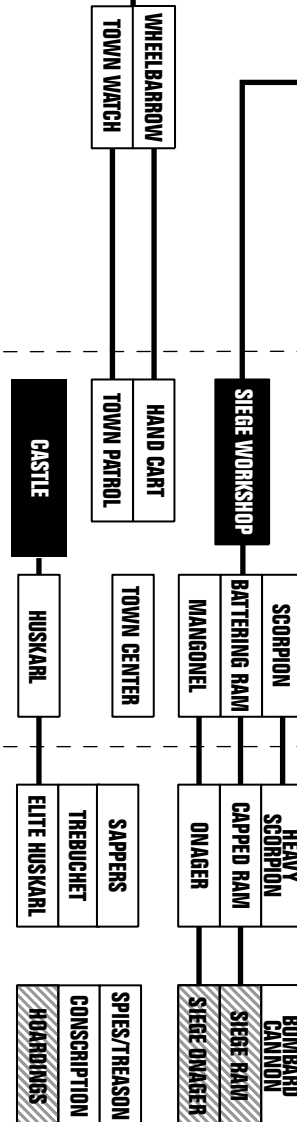 WHEELBARROW
TOWN WATCH
HAND CART
TOWN PATROL
SIEGE WORKSHOP
CASTLE
SCORPION
BATTERING RAM
MANGONEL
TOWN CENTER
HUSKARL
HEAVY
SCORPION
CAPPED RAM
ONAGER
SAPPERS
TREBUCHET
ELITE HUSKARL
BOMBARD
CANNON
SIEGE RAM
SIEGE ONAGER
SPIES/TREASON
CONSCRIPTION
HOARDINGS